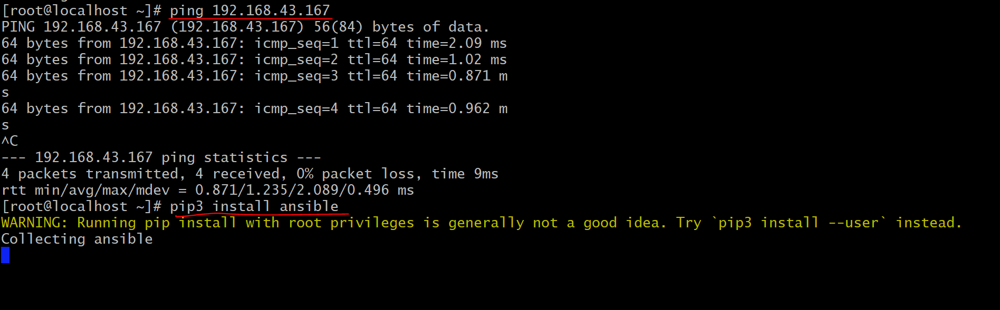 [root@localhost ~]# ping 192.168.43.167
PING 192.168.43.167 (192.168.43.167) 56(84) bytes of data.
64 bytes from 192.168.43.167: icmp_seq=1 ttl=64 time=2.09 ms
64 bytes from 192.168.43.167: icmp_seq=2 ttl=64 time=1.02 ms
64 bytes from 192.168.43.167: icmp_seq=3 ttl=64 time=0.871 m
s
64 bytes from 192.168.43.167: icmp_seq=4 ttl=64 time=0.962 m
s
^C
--- 192.168.43.167 ping statistics ---
4 packets transmitted, 4 received, 0% packet loss, time 9ms
rtt min/avg/max/mdev = 0.871/1.235/2.089/0.496 ms
[root@localhost ~]# pip3 install ansible
WARNING: Running pip install with root privileges is generally not a good idea. Try `pip3 install --user` instead.
Collecting ansible